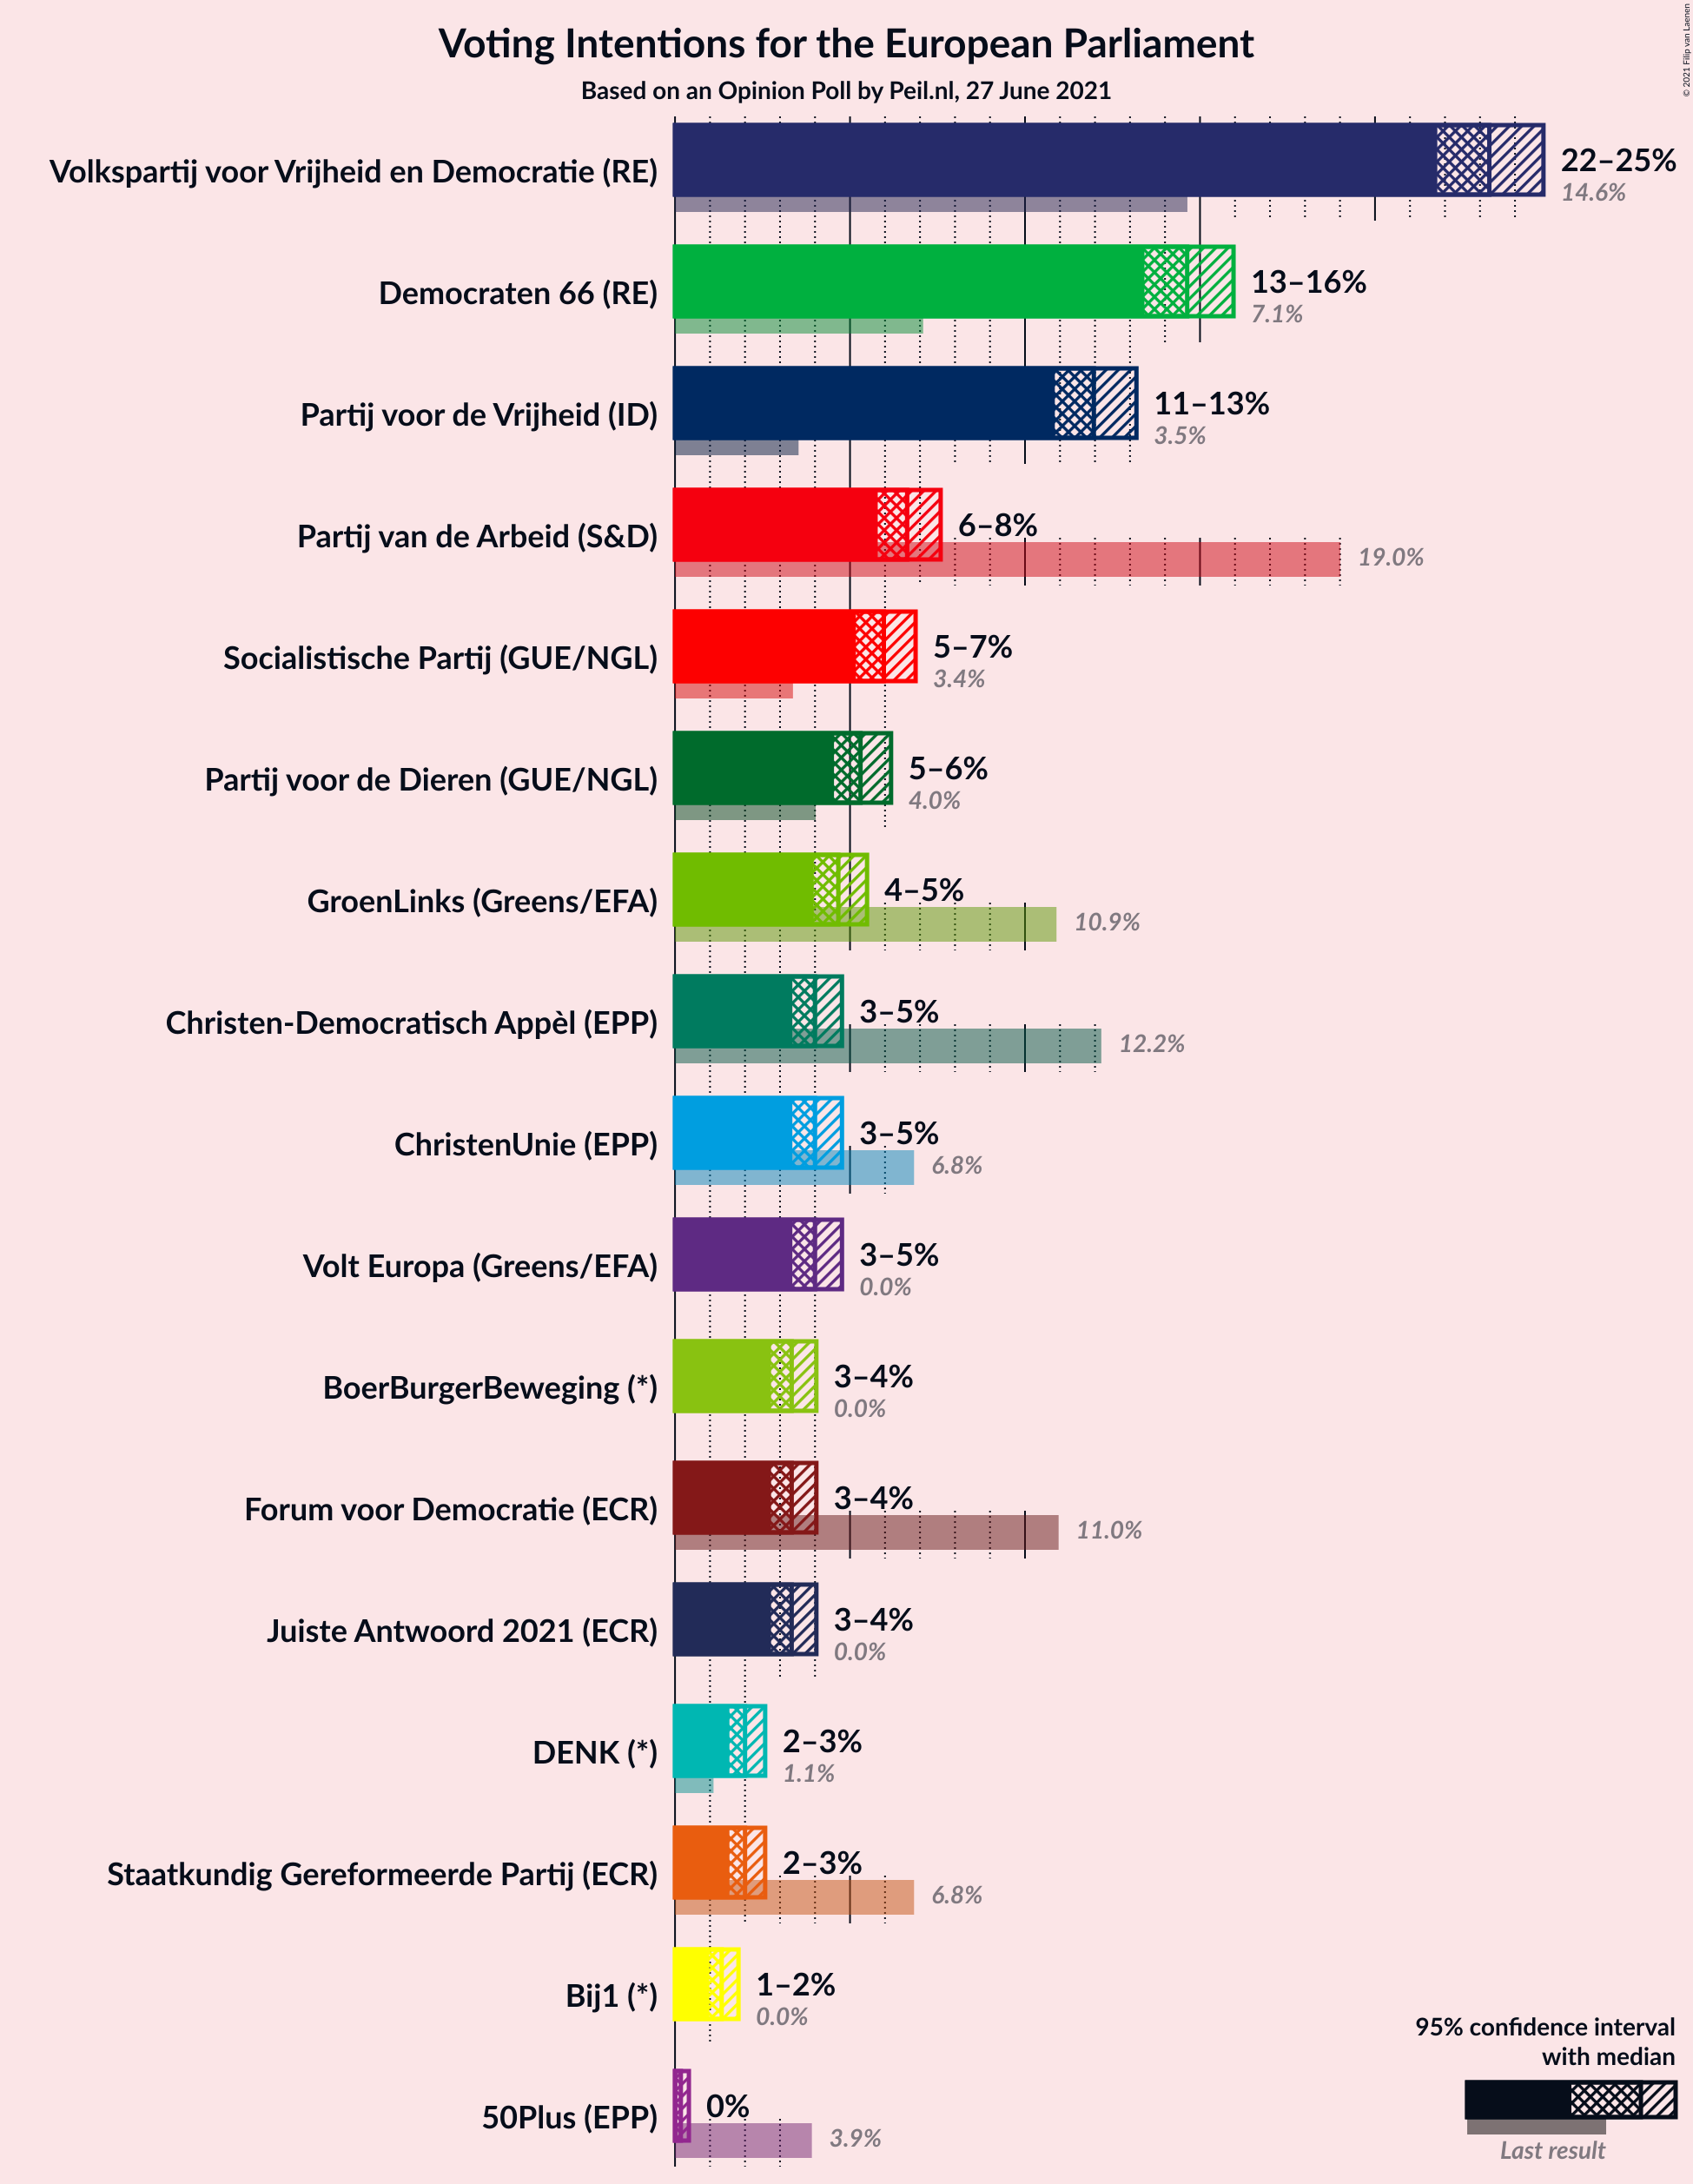 Voting Intentions for the European Parliament
Based on an Opinion Poll by Peil.nl, 27 June 2021
© 2021 Filip van Laenen
Volkspartij voor Vrijheid en Democratie (RE)
22–25%
14.6%
Democraten 66 (RE)
13–16%
7.1%
Partij voor de Vrijheid (ID)
11–13%
3.5%
Partij van de Arbeid (S&D)
6–8%
19.0%
Socialistische Partij (GUE/NGL)
5–7%
3.4%
Partij voor de Dieren (GUE/NGL)
5–6%
4.0%
GroenLinks (Greens/EFA)
4–5%
10.9%
Christen-Democratisch Appèl (EPP)
3–5%
12.2%
ChristenUnie (EPP)
3–5%
6.8%
Volt Europa (Greens/EFA)
3–5%
0.0%
BoerBurgerBeweging (*)
3–4%
0.0%
Forum voor Democratie (ECR)
3–4%
11.0%
Juiste Antwoord 2021 (ECR)
3–4%
0.0%
DENK (*)
2–3%
1.1%
Staatkundig Gereformeerde Partij (ECR)
2–3%
6.8%
Bij1 (*)
1–2%
0.0%
50Plus (EPP)
0%
3.9%
95% confidence interval
with median
Last result